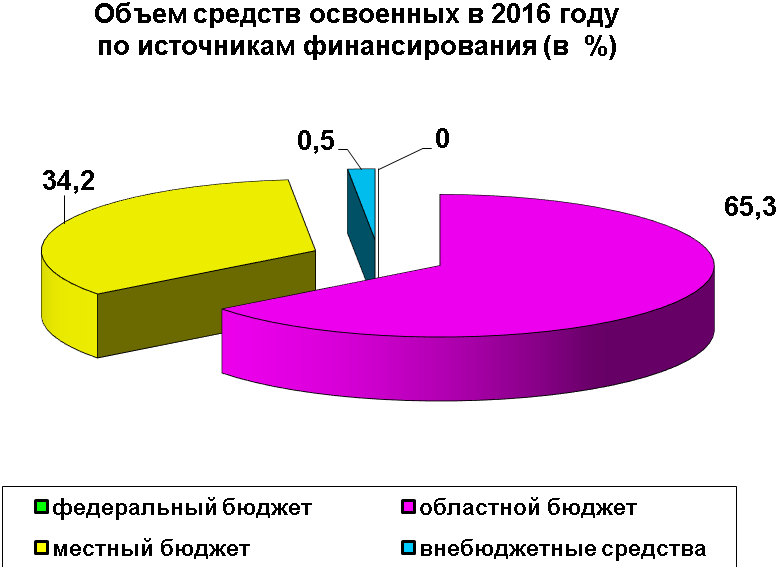 Объем средств освоенных в 2016 году
по источникам финансирования (в %)
0,5
0
34,2
65,3
федеральный бюджет
областной бюджет
местный бюджет
внебюджетные средства